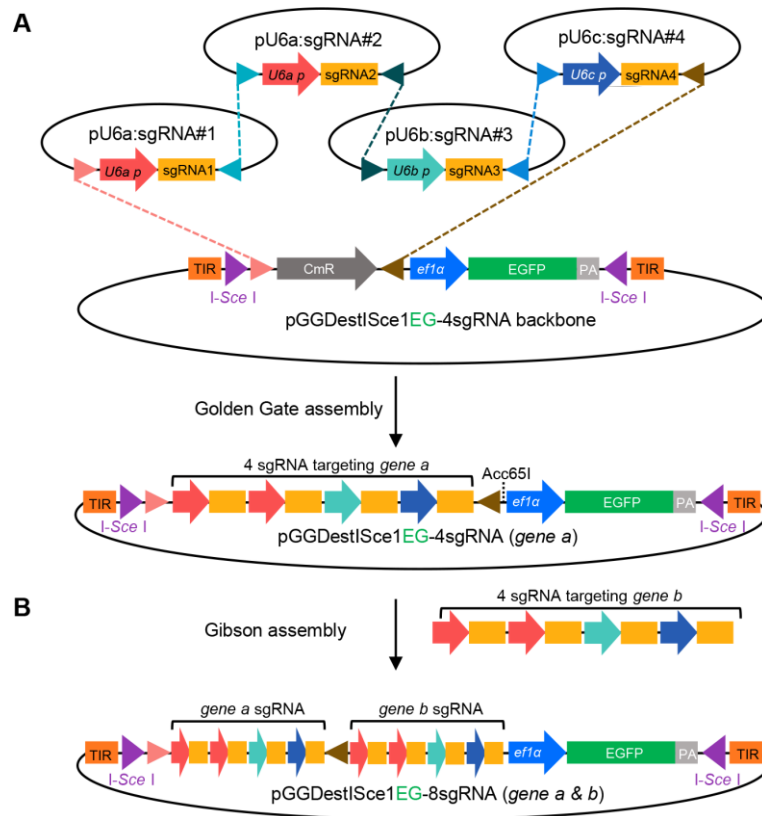 A
pU6a:sgRNA#2
pU6c:sgRNA#4
U6a p sgRNA2
U6c p sgRNA4
pU6a:sgRNA#1
pU6b:sgRNA#3
U6a p sgRNA1
U6b p sgRNA3
TIR CmR ef1α EGFP PA TIR
I-Sce I I-Sce I
pGGDestISce1EG-4sgRNA backbone
Golden Gate assembly
4 sgRNA targeting gene a
Acc65I
TIR ef1α EGFP PA TIR
I-Sce I I-Sce I
pGGDestISce1EG-4sgRNA (gene a)
B
4 sgRNA targeting gene b
Gibson assembly
gene a sgRNA gene b sgRNA
TIR ef1α EGFP PA TIR
I-Sce I I-Sce I
pGGDestISce1EG-8sgRNA (gene a & b)